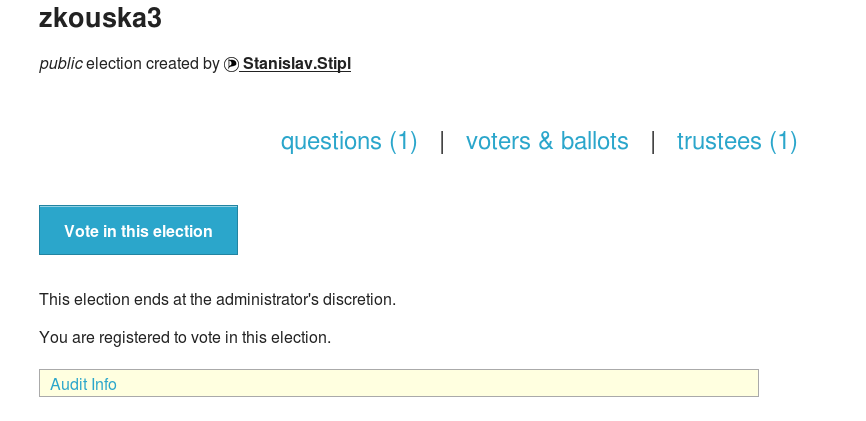 zkouska3
public election created by Stanislav.Stipl
questions (1) | voters & ballots | trustees (1)
Vote in this election
This election ends at the administrator's discretion.
You are registered to vote in this election.
Audit Info